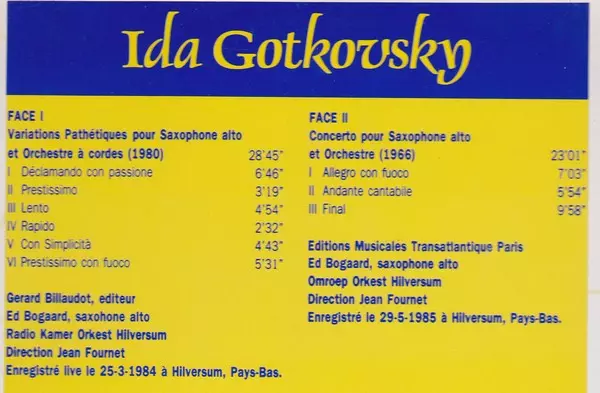 Ida Gotkovsky
FACE I
Variations Pathétiques pour Saxophone alto
et Orchestre à cordes (1980) 28'45"
I Déclamando con passione 6'46"
II Prestissimo 3'19"
III Lento 4'54"
IV Rapido 2'32"
V Con Simplicità 4'43"
VI Prestissimo con fuoco 5'31"
Gerard Billaudot, editeur
Ed Bogaard, saxohone alto
Radio Kamer Orkest Hilversum
Direction Jean Fournet
Enregistré live le 25-3-1984 à Hilversum, Pays-Bas.
FACE II
Concerto pour Saxophone alto
et Orchestre (1966) 23'01"
I Allegro con fuoco 7'03"
II Andante cantabile 5'54"
III Final 9'58"
Editions Musicales Transatlantique Paris
Ed Bogaard, saxophone alto
Omroep Orkest Hilversum
Direction Jean Fournet
Enregistré le 29-5-1985 à Hilversum, Pays-Bas.